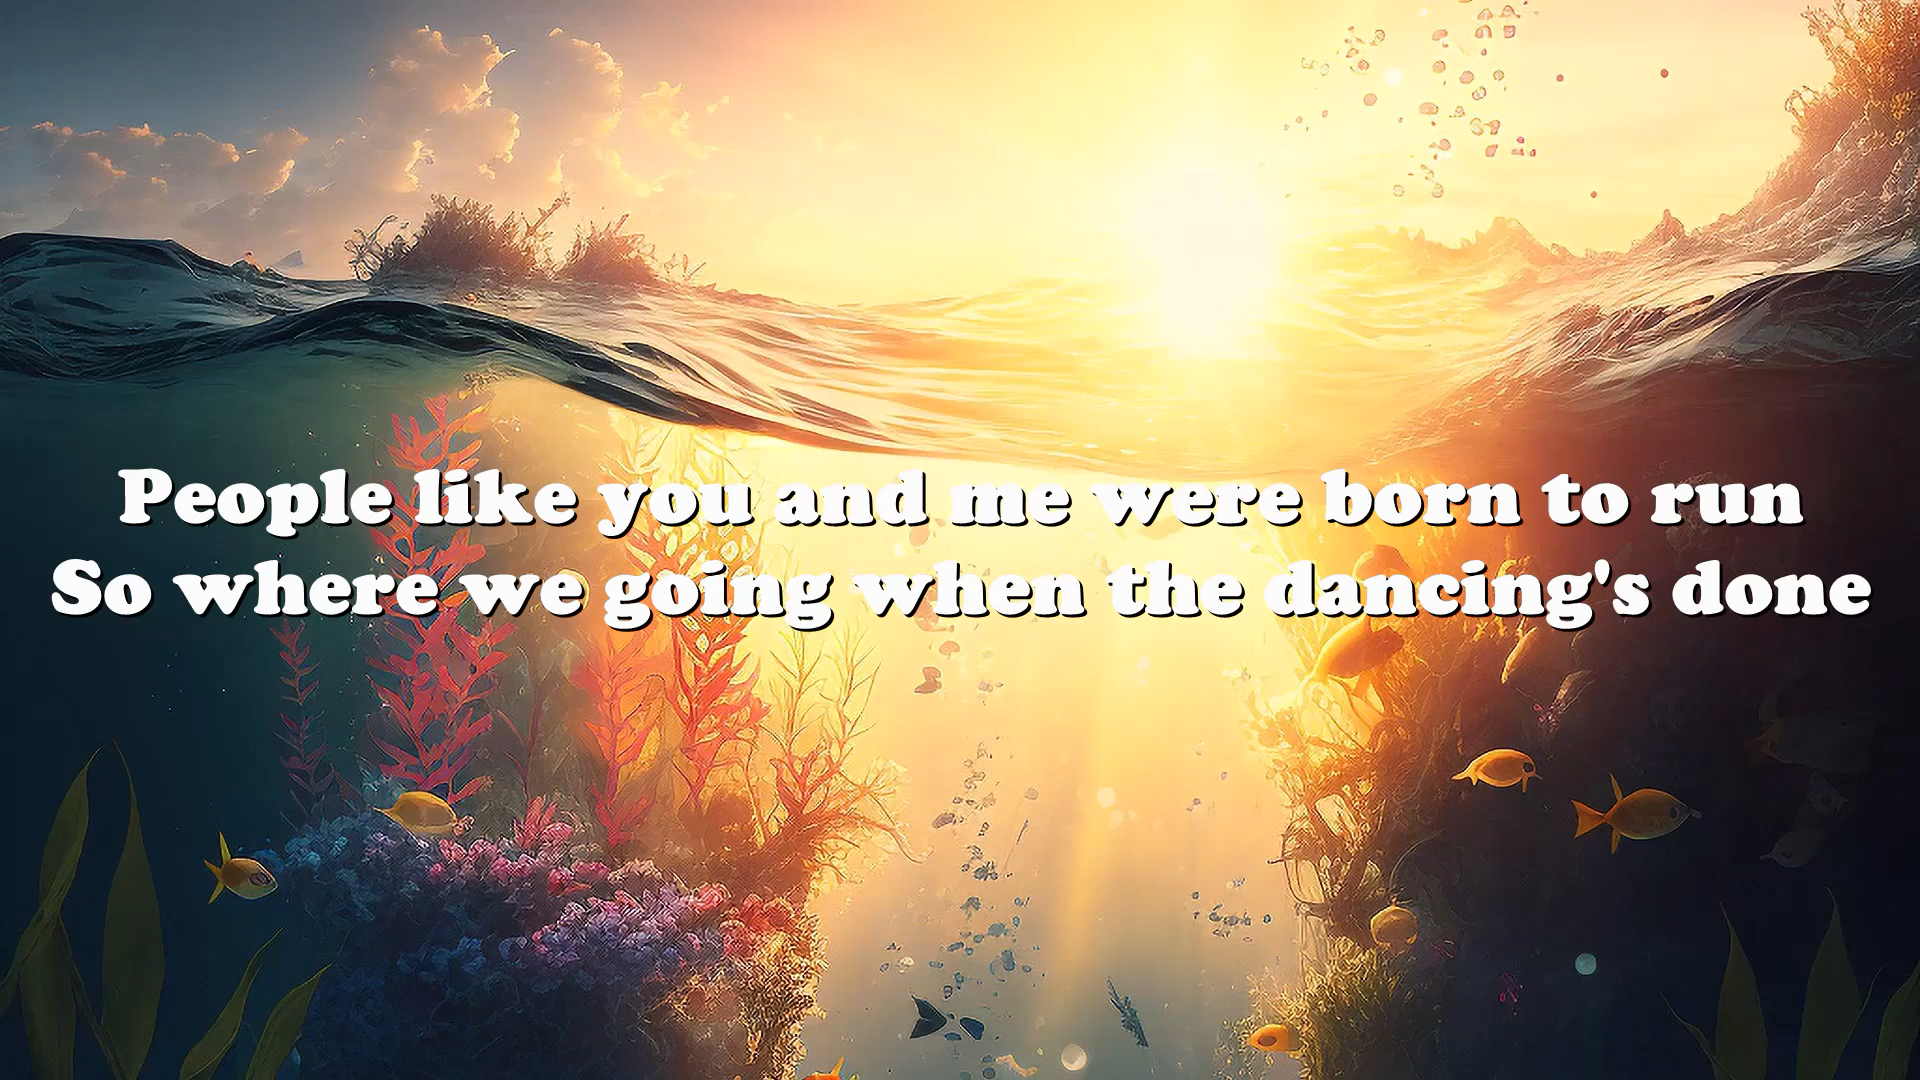 People like you and me were born to run
So where we going when the dancing's done